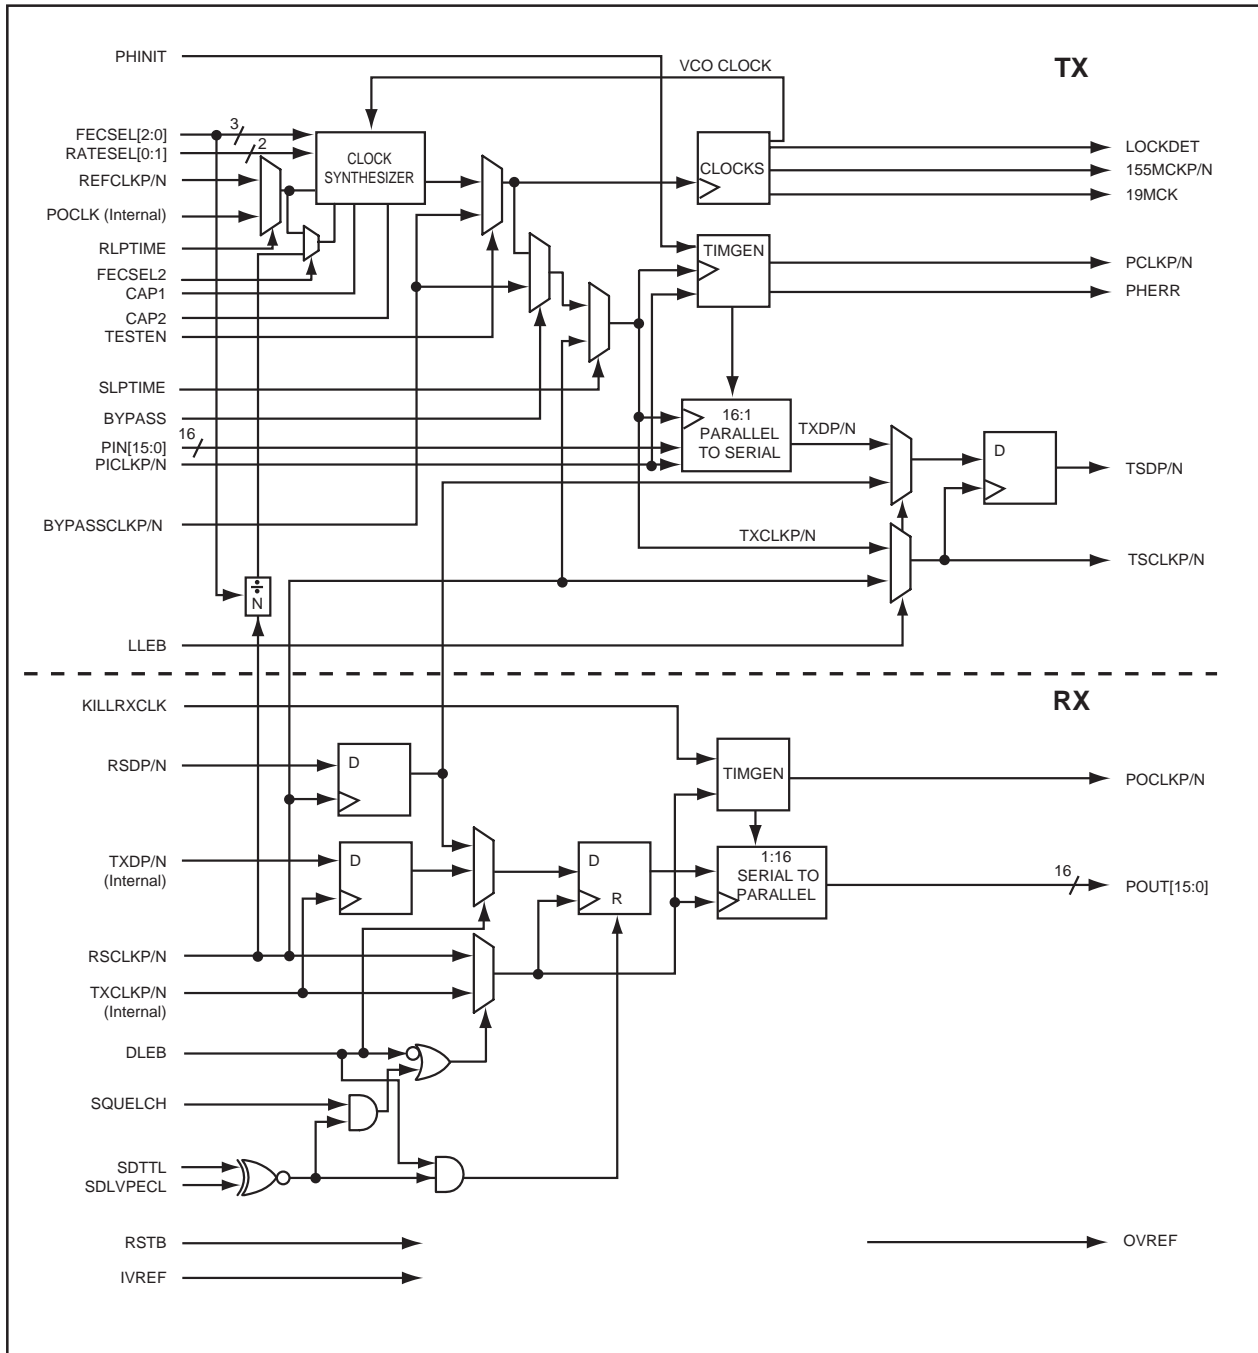 PHINIT
VCO CLOCK
TX
FECSEL[2:0]
3
RATESEL[0:1]
2
REFCLKP/N
POCLK (Internal)
RLPTIME
FECSEL2
CAP1
CAP2
TESTEN
CLOCK
SYNTHESIZER
CLOCKS
LOCKDET
155MCKP/N
19MCK
TIMGEN
PCLKP/N
PHERR
SLPTIME
BYPASS
PIN[15:0]
16
PICLKP/N
16:1
PARALLEL
TO SERIAL
TXDP/N
D
TSDP/N
BYPASSCLKP/N
TXCLKP/N
TSCLKP/N
÷
N
LLEB
KILLRXCLK
RX
RSDP/N
D
TIMGEN
POCLKP/N
TXDP/N
(Internal)
D
D
R
1:16
SERIAL TO
PARALLEL
16
POUT[15:0]
RSCLKP/N
TXCLKP/N
(Internal)
DLEB
SQUELCH
SDTTL
SDLVPECL
RSTB
OVREF
IVREF